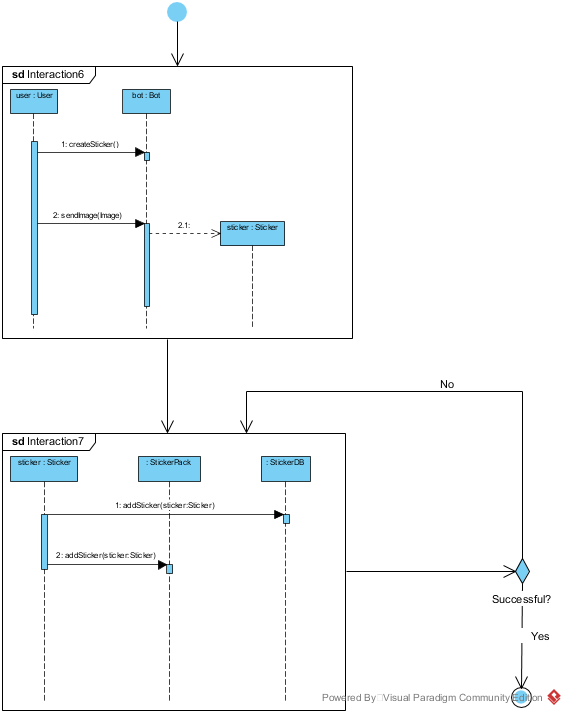 sd Interaction6
user : User
bot : Bot
1: createSticker()
2: sendImage(Image)
2.1:
sticker : Sticker
No
sd Interaction7
sticker : Sticker
: StickerPack
: StickerDB
1: addSticker(sticker:Sticker)
2: addSticker(sticker:Sticker)
Successful?
Yes
Powered By Visual Paradigm Community Edition